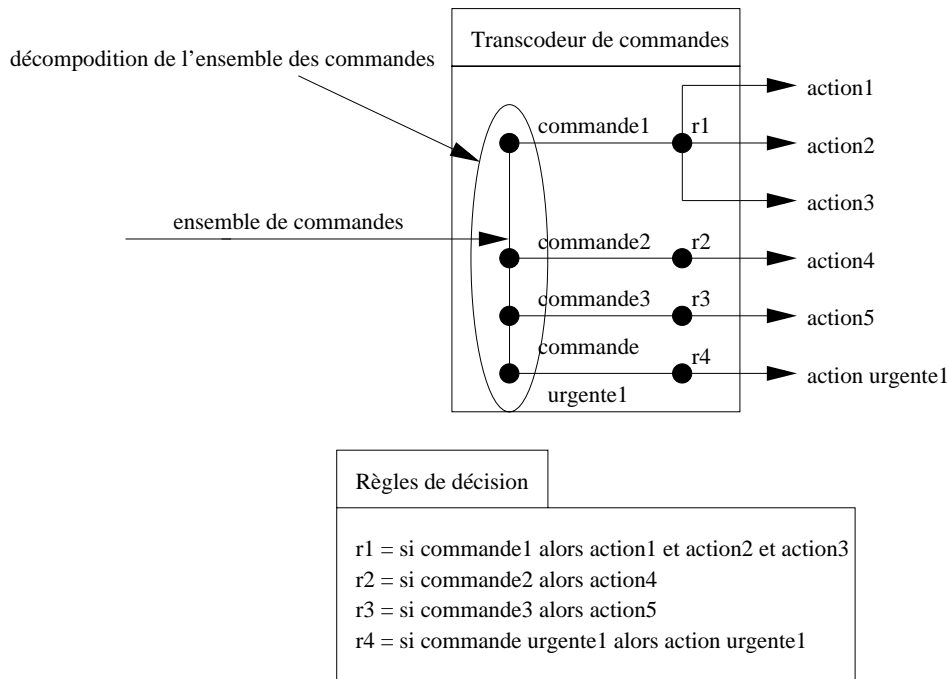 Transcodeur de commandes
décompodition de l'ensemble des commandes
action1
commande1
r1
action2
action3
ensemble de commandes
commande2
r2
action4
commande3
r3
action5
commande
r4
action urgente1
urgente1
Règles de décision
r1 = si commande1 alors action1 et action2 et action3
r2 = si commande2 alors action4
r3 = si commande3 alors action5
r4 = si commande urgente1 alors action urgente1